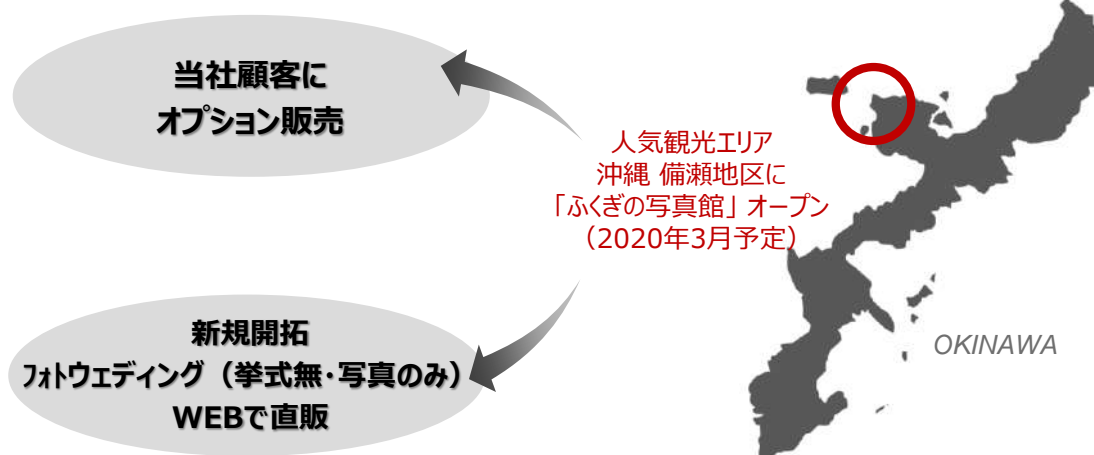 当社顧客に
オプション販売
人気観光エリア
沖縄 備瀬地区に
「ふくぎの写真館」オープン
（2020年3月予定）
新規開拓
フォトウェディング（挙式無・写真のみ）
WEBで直販
OKINAWA